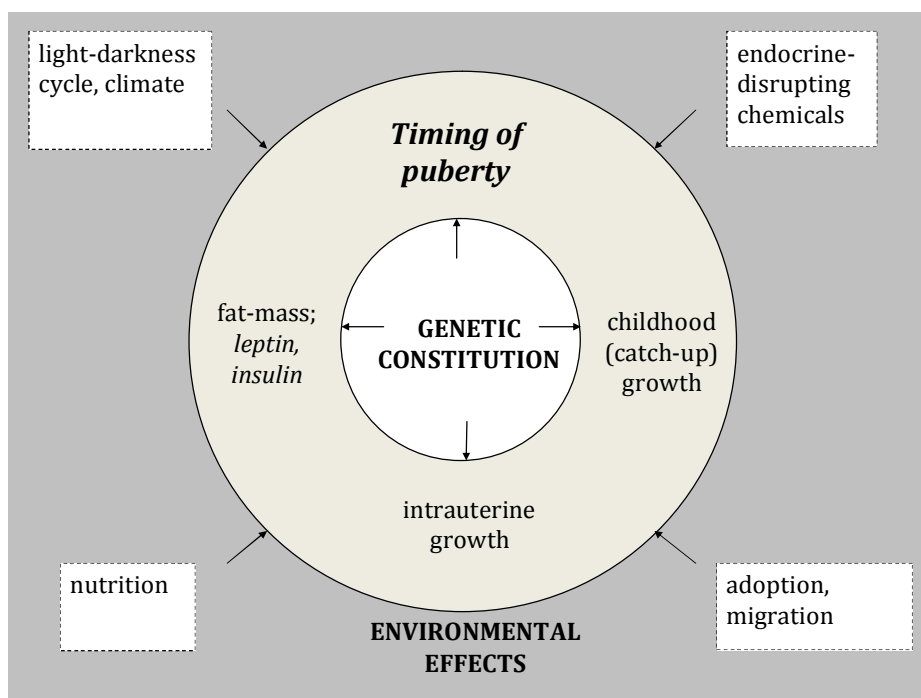 light-darkness
cycle, climate
endocrine-
disrupting
chemicals
Timing of
puberty
fat-mass;
leptin,
insulin
GENETIC
CONSTITUTION
childhood
(catch-up)
growth
intrauterine
growth
nutrition
adoption,
migration
ENVIRONMENTAL
EFFECTS